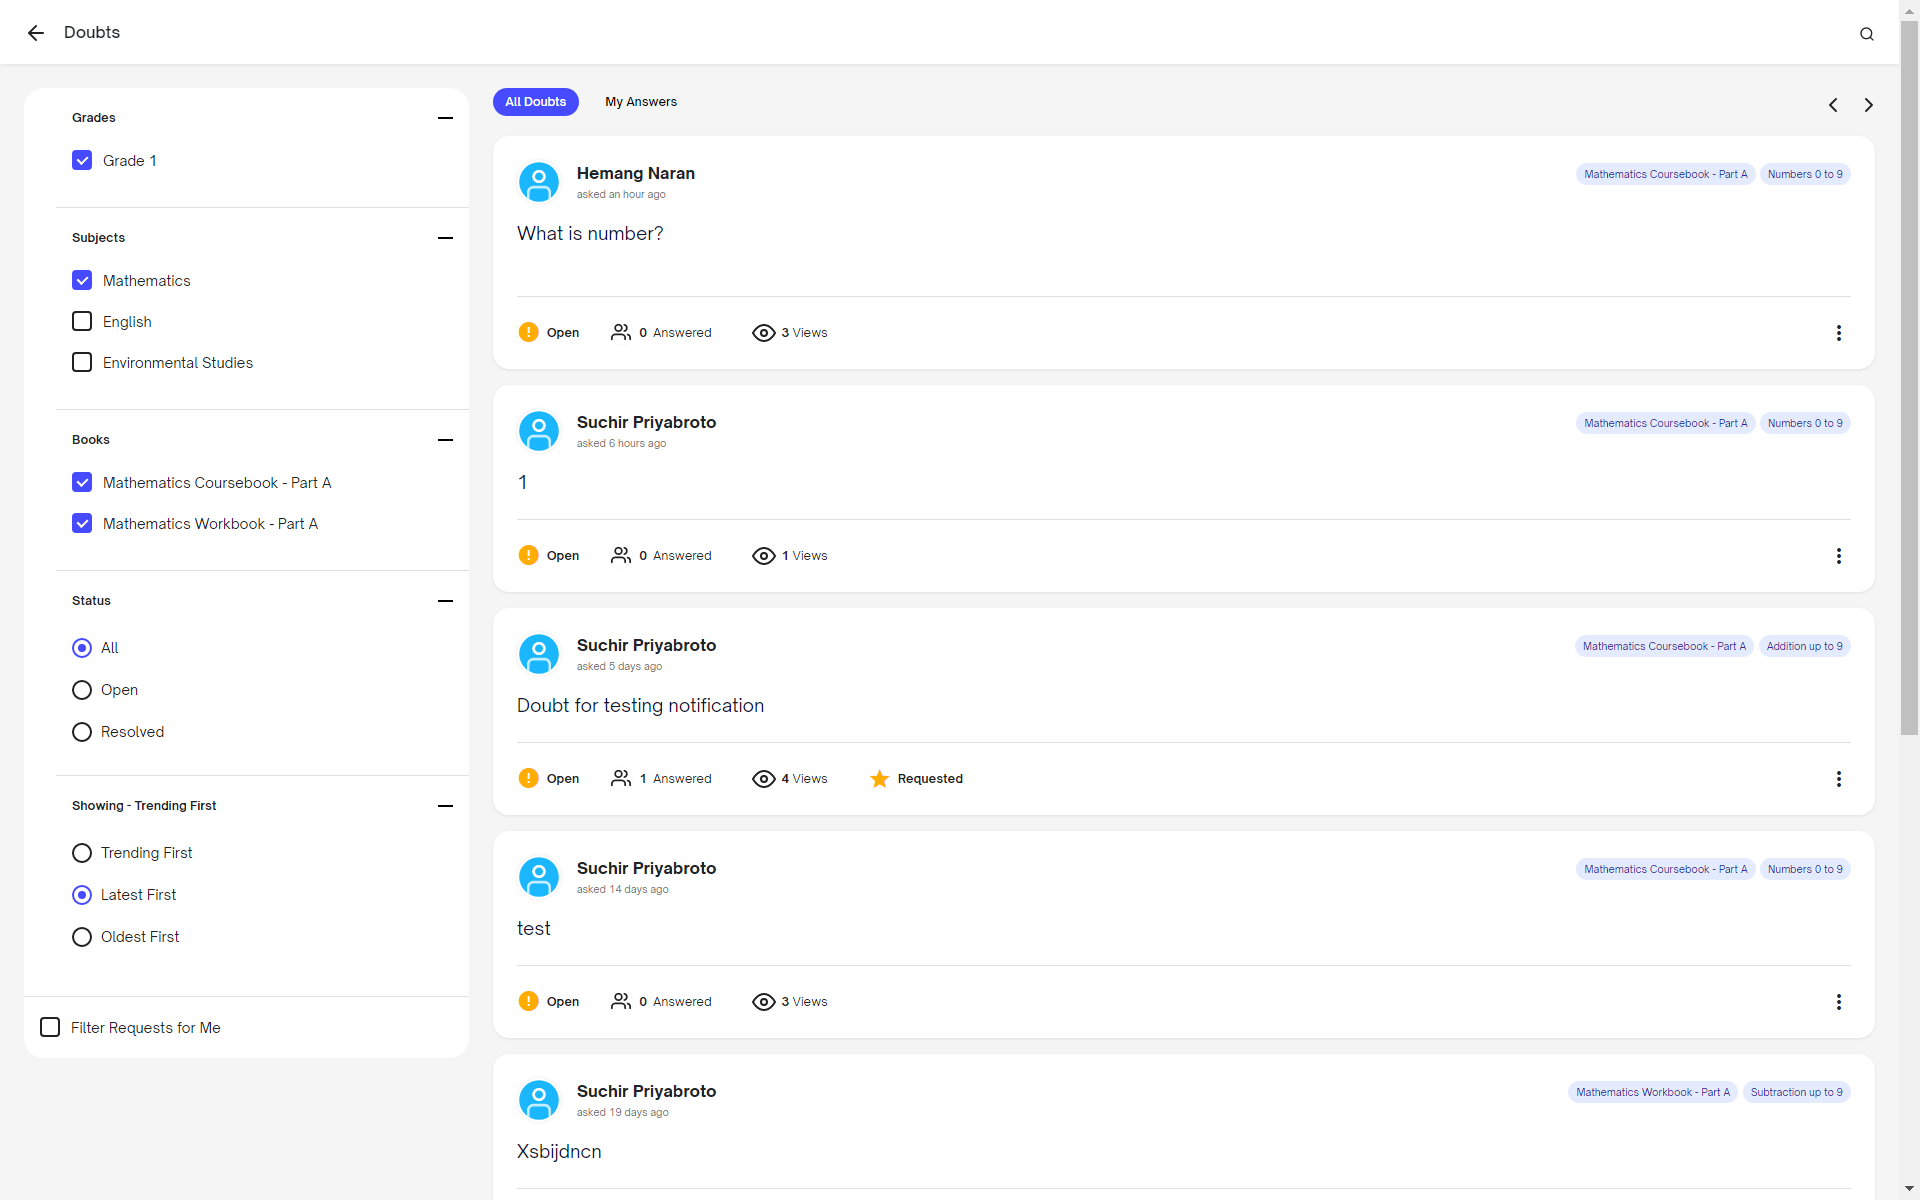 Doubts
Grades
Grade 1
Subjects
Mathematics
English
Environmental Studies
Books
Mathematics Coursebook - Part A
Mathematics Workbook - Part A
Status
All
Open
Resolved
Showing - Trending First
Trending First
Latest First
Oldest First
Filter Requests for Me
All Doubts My Answers
Hemang Naran Mathematics Coursebook - Part A Numbers 0 to 9
asked an hour ago
What is number?
Open 0 Answered 3 Views
Suchir Priyabroto Mathematics Coursebook - Part A Numbers 0 to 9
asked 6 hours ago
1
Open 0 Answered 1 Views
Suchir Priyabroto Mathematics Coursebook - Part A Addition up to 9
asked 5 days ago
Doubt for testing notification
Open 1 Answered 4 Views Requested
Suchir Priyabroto Mathematics Coursebook - Part A Numbers 0 to 9
asked 14 days ago
test
Open 0 Answered 3 Views
Suchir Priyabroto Mathematics Workbook - Part A Subtraction up to 9
asked 19 days ago
Xsbijdncn